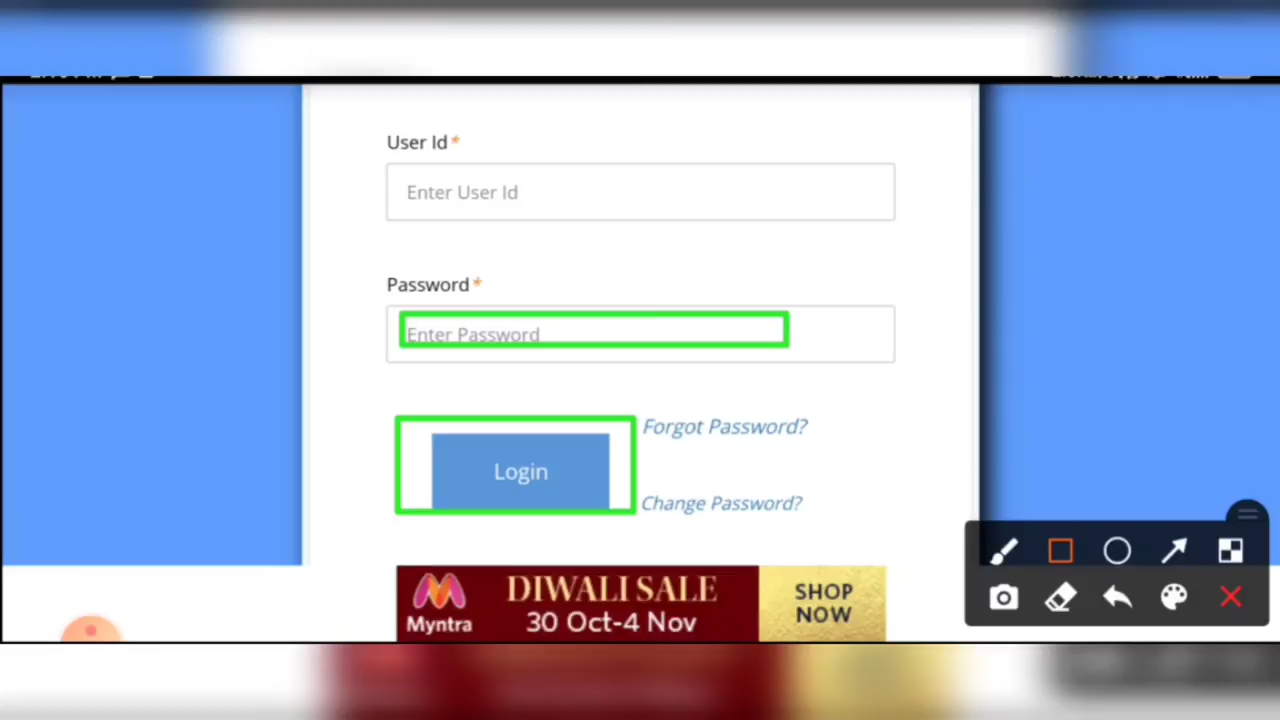 User Id *
Enter User Id
Password *
Enter Password
Forgot Password?
Login
Change Password?
DIWALI SALE
30 Oct-4 Nov
Myntra
SHOP
NOW